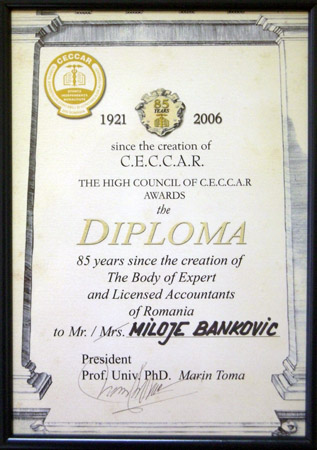 CECCAR
1921
85
YEARS
2006
since the creation of
C.E.C.C.A.R.
THE HIGH COUNCIL OF C.E.C.C.A.R
AWARDS
the
DIPLOMA
85 years since the creation of
The Body of Expert
and Licensed Accountants
of Romania
to Mr. / Mrs. MILOJE BANKOVIC
President
Prof. Univ. PhD. Marin Toma